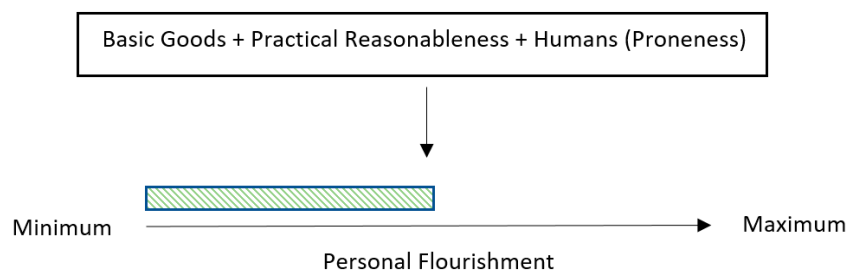 Basic Goods + Practical Reasonableness + Humans (Proneness)
Minimum
Maximum
Personal Flourishment